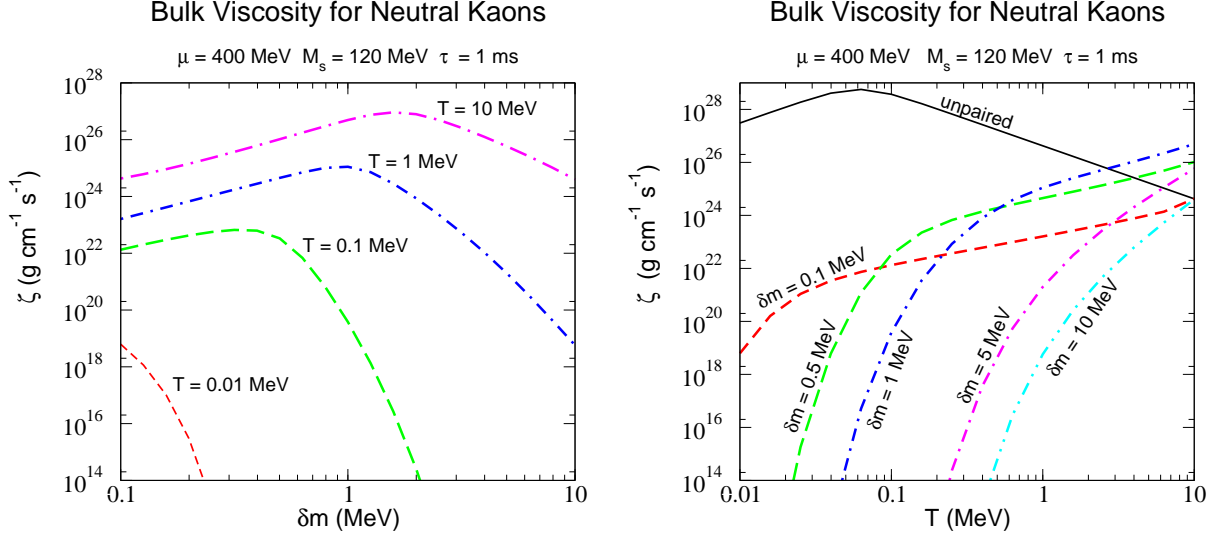 Bulk Viscosity for Neutral Kaons
μ = 400 MeV M_s = 120 MeV τ = 1 ms
ζ (g cm^-1 s^-1)
10^28
10^26
10^24
10^22
10^20
10^18
10^16
10^14
T = 10 MeV
T = 1 MeV
T = 0.1 MeV
T = 0.01 MeV
0.1
1
10
δm (MeV)
Bulk Viscosity for Neutral Kaons
μ = 400 MeV M_s = 120 MeV τ = 1 ms
ζ (g cm^-1 s^-1)
10^28
10^26
10^24
10^22
10^20
10^18
10^16
10^14
unpaired
δm = 0.1 MeV
δm = 0.5 MeV
δm = 1 MeV
δm = 5 MeV
δm = 10 MeV
0.01
0.1
1
10
T (MeV)